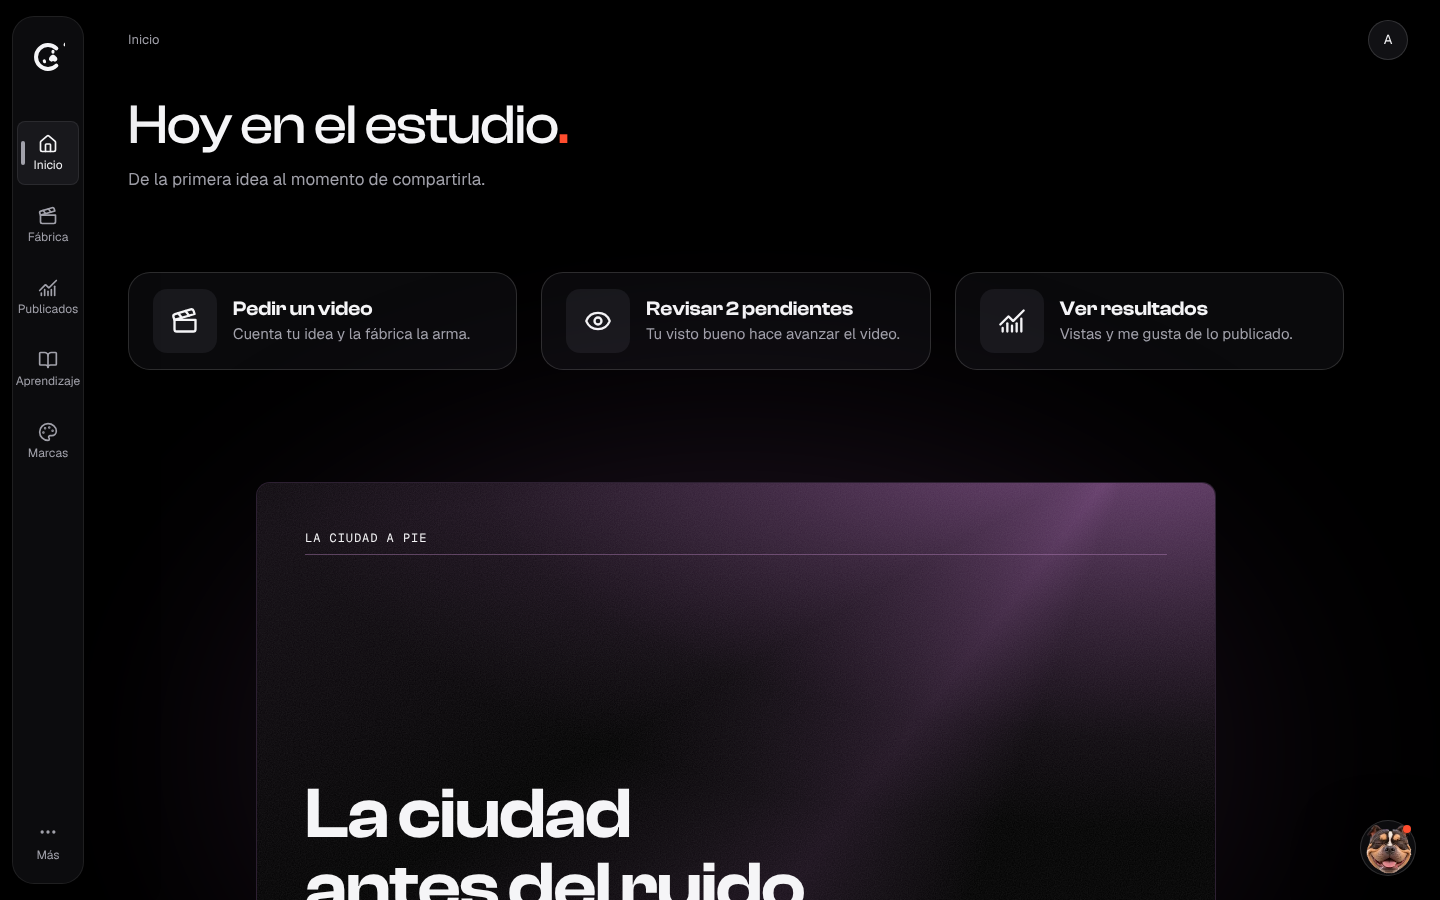 Inicio
A
Inicio
Fábrica
Publicados
Aprendizaje
Marcas
Más
Hoy en el estudio.
De la primera idea al momento de compartirla.
Pedir un video
Cuenta tu idea y la fábrica la arma.
Revisar 2 pendientes
Tu visto bueno hace avanzar el video.
Ver resultados
Vistas y me gusta de lo publicado.
LA CIUDAD A PIE
La ciudad
antes del ruido